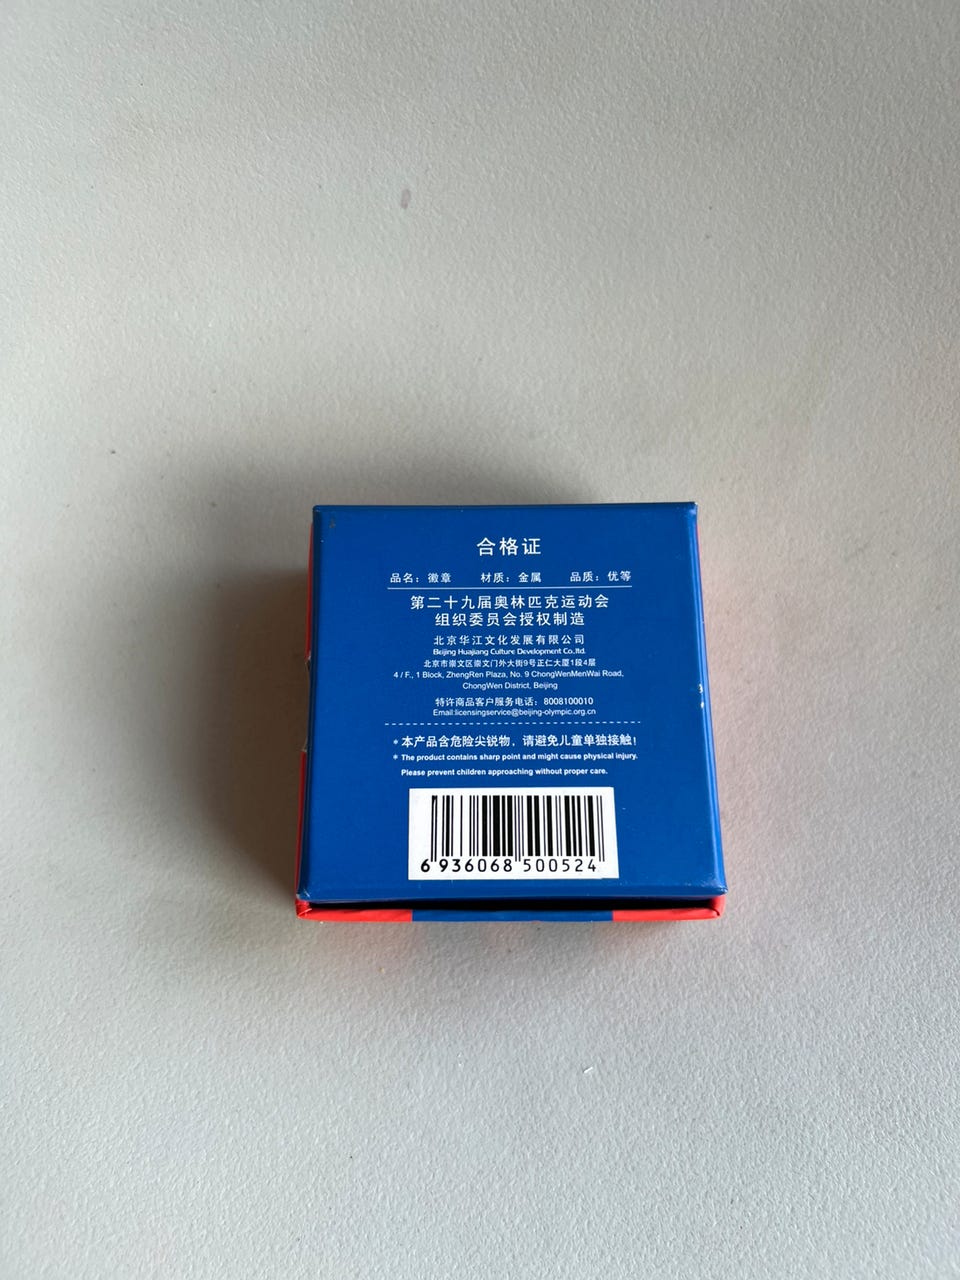 合格证
品名：徽章 材质：金属 品质：优等
第二十九届奥林匹克运动会
组织委员会授权制造
北京华江文化发展有限公司
Beijing Huajiang Culture Development Co.,ltd.
北京市崇文区崇文门外大街9号正仁大厦1段4层
4 / F., 1 Block, ZhengRen Plaza, No. 9 ChongWenMenWai Road,
ChongWen District, Beijing
特许商品客户服务电话：8008100010
Email:licensingservice@beijing-olympic.org.cn
* 本产品含危险尖锐物，请避免儿童单独接触！
* The product contains sharp point and might cause physical injury.
Please prevent children approaching without proper care.
6 936068 500524